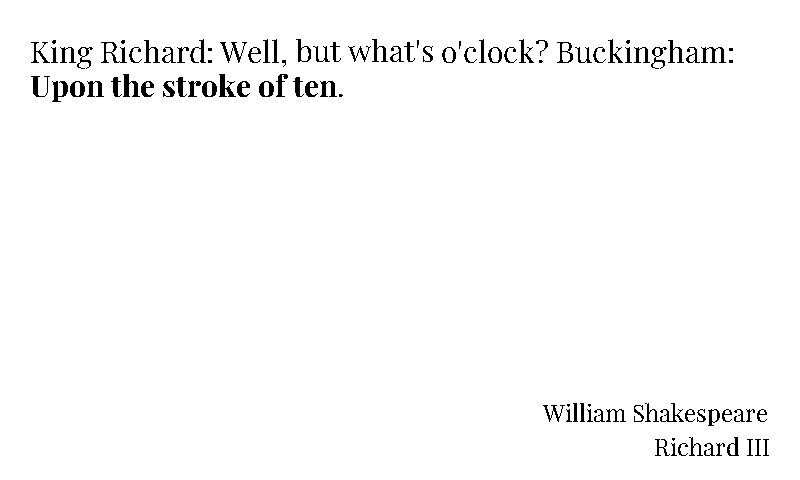 King Richard: Well, but what's o'clock? Buckingham:
Upon the stroke of ten.
William Shakespeare
Richard III